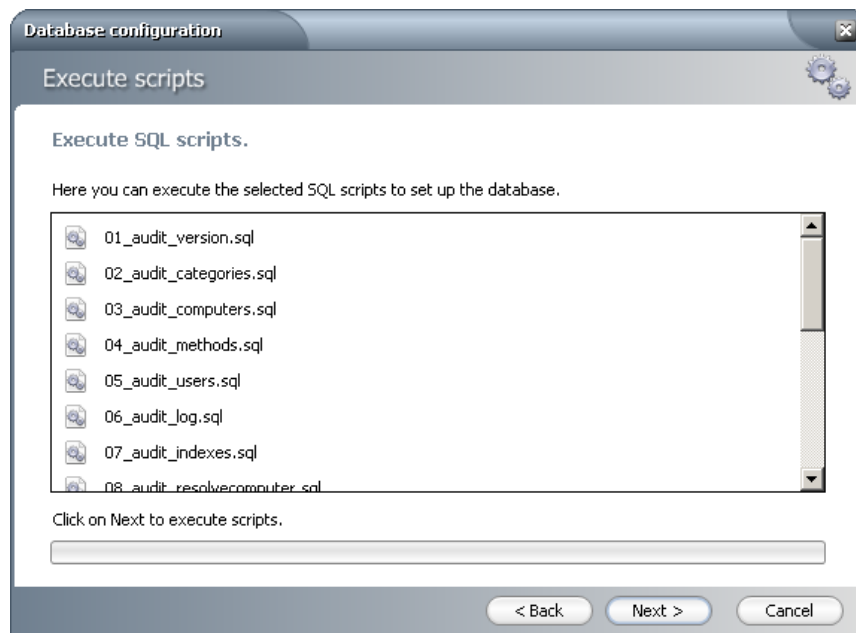 Database configuration
Execute scripts
Execute SQL scripts.
Here you can execute the selected SQL scripts to set up the database.
01_audit_version.sql
02_audit_categories.sql
03_audit_computers.sql
04_audit_methods.sql
05_audit_users.sql
06_audit_log.sql
07_audit_indexes.sql
08_audit_resolvecomputer.sql
Click on Next to execute scripts.
< Back Next > Cancel